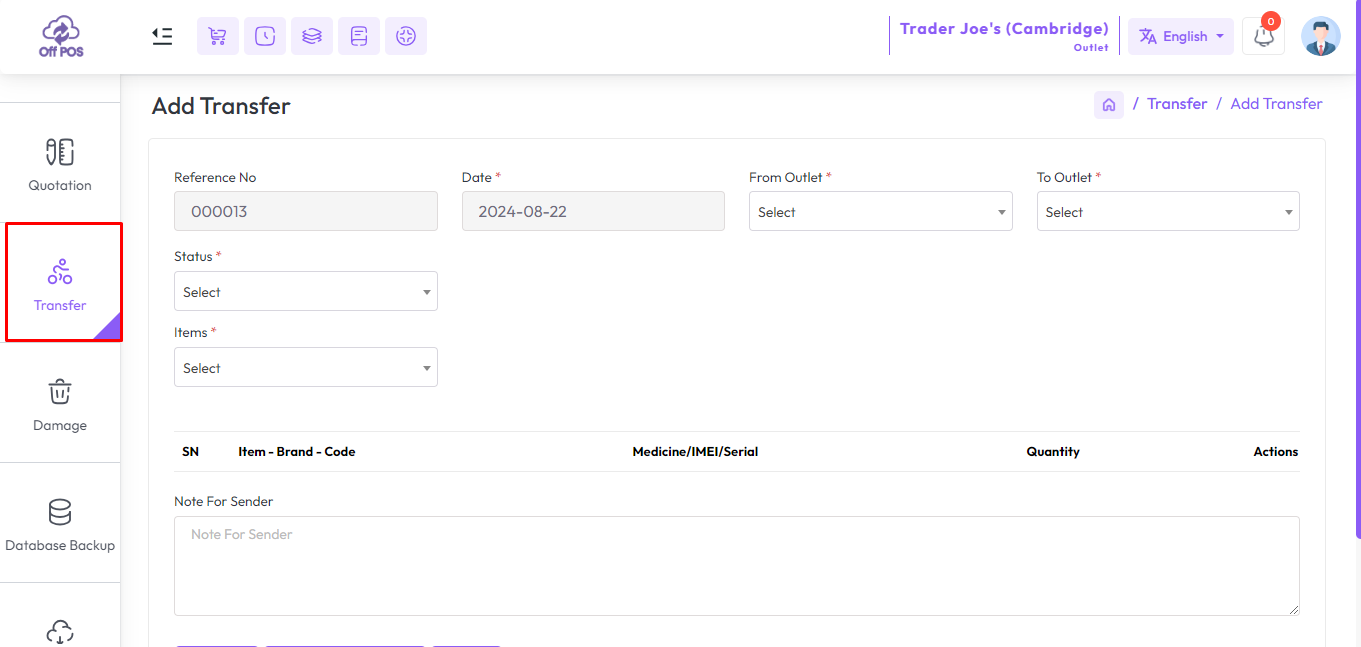 Off POS
Trader Joe's (Cambridge)
Outlet
English
0
Add Transfer
/ Transfer / Add Transfer
Quotation
Transfer
Damage
Database Backup
Reference No
Date *
From Outlet *
To Outlet *
000013
2024-08-22
Select
Select
Status *
Select
Items *
Select
SN Item - Brand - Code Medicine/IMEI/Serial Quantity Actions
Note For Sender
Note For Sender